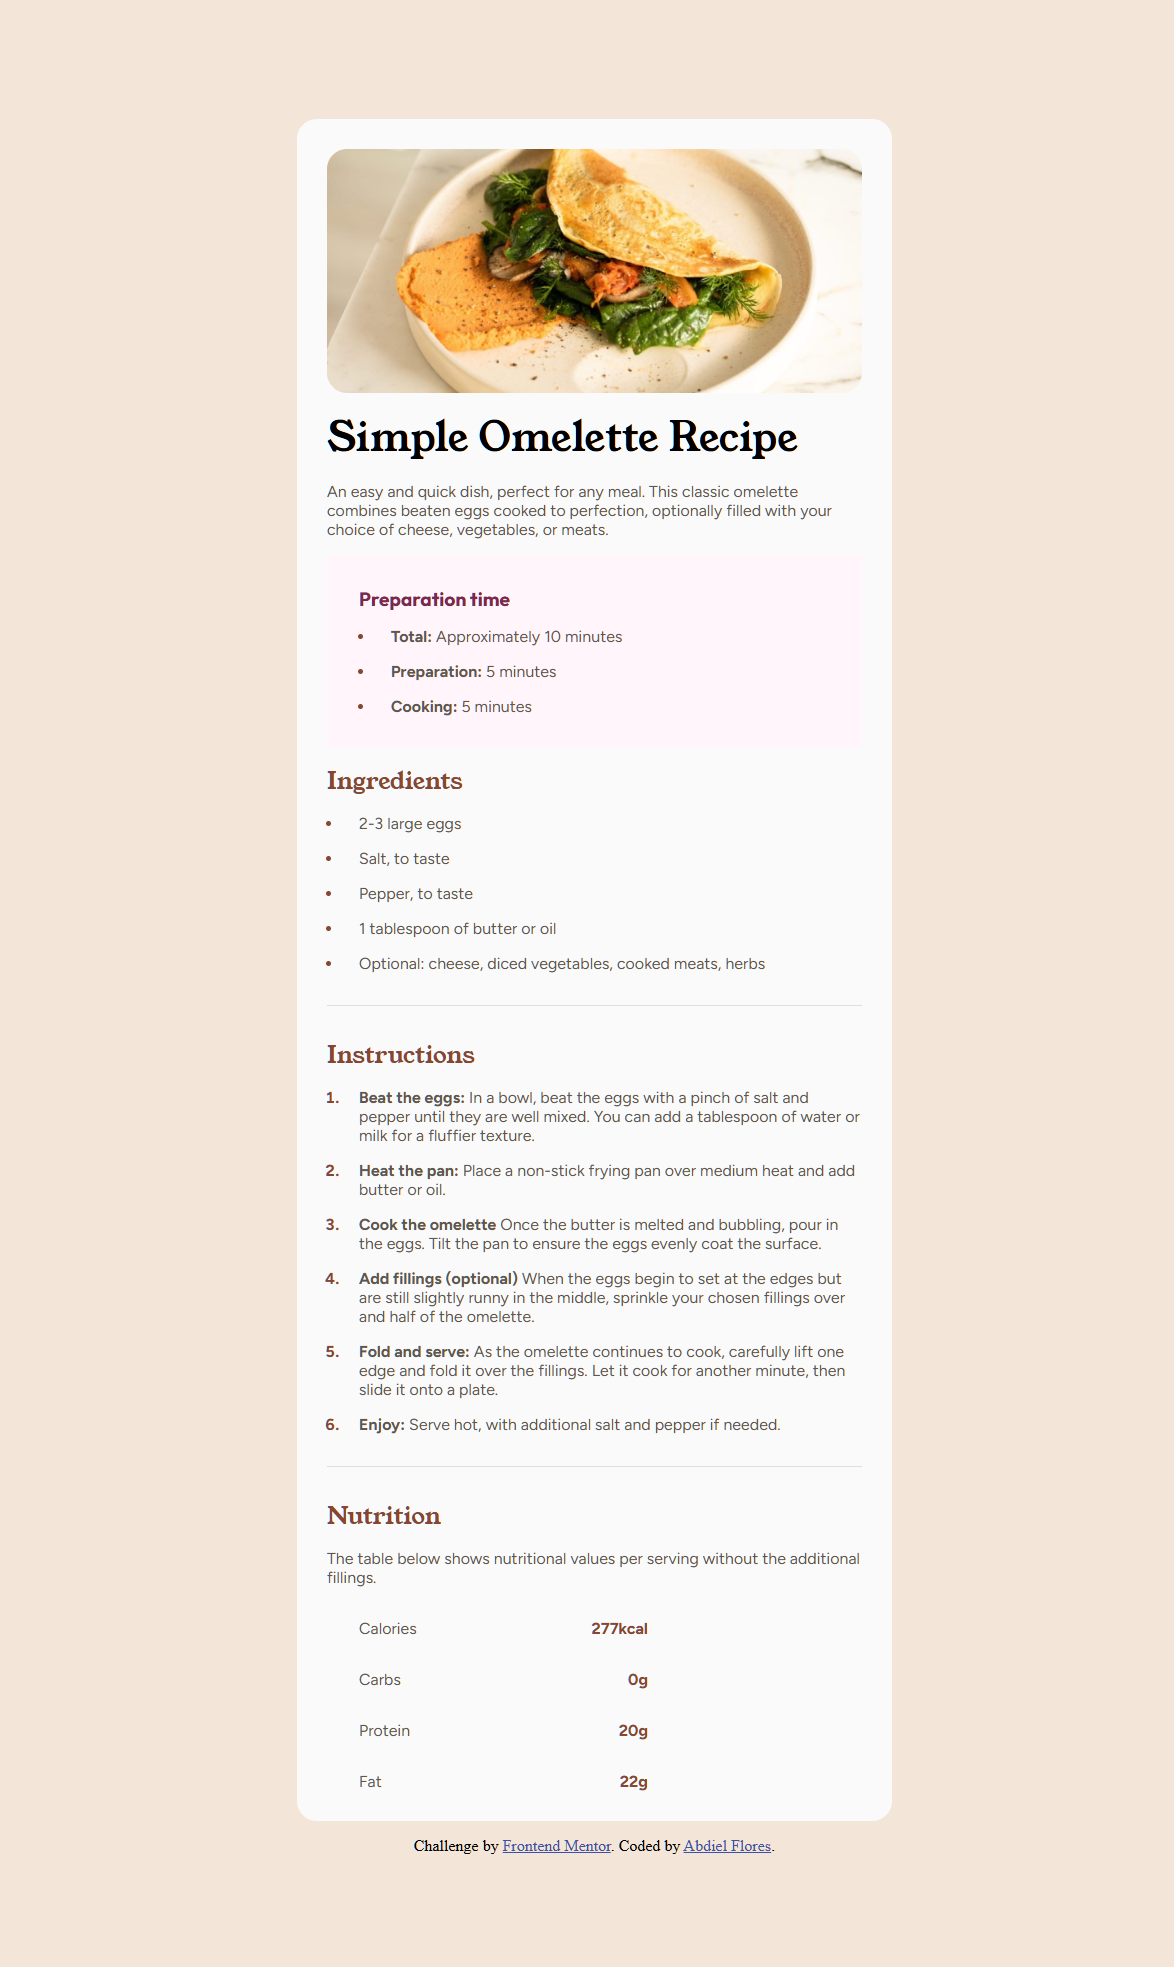 Simple Omelette Recipe
An easy and quick dish, perfect for any meal. This classic omelette
combines beaten eggs cooked to perfection, optionally filled with your
choice of cheese, vegetables, or meats.
Preparation time
• Total: Approximately 10 minutes
• Preparation: 5 minutes
• Cooking: 5 minutes
Ingredients
• 2-3 large eggs
• Salt, to taste
• Pepper, to taste
• 1 tablespoon of butter or oil
• Optional: cheese, diced vegetables, cooked meats, herbs
Instructions
1. Beat the eggs: In a bowl, beat the eggs with a pinch of salt and
pepper until they are well mixed. You can add a tablespoon of water or
milk for a fluffier texture.
2. Heat the pan: Place a non-stick frying pan over medium heat and add
butter or oil.
3. Cook the omelette Once the butter is melted and bubbling, pour in
the eggs. Tilt the pan to ensure the eggs evenly coat the surface.
4. Add fillings (optional) When the eggs begin to set at the edges but
are still slightly runny in the middle, sprinkle your chosen fillings over
and half of the omelette.
5. Fold and serve: As the omelette continues to cook, carefully lift one
edge and fold it over the fillings. Let it cook for another minute, then
slide it onto a plate.
6. Enjoy: Serve hot, with additional salt and pepper if needed.
Nutrition
The table below shows nutritional values per serving without the additional
fillings.
Calories 277kcal
Carbs 0g
Protein 20g
Fat 22g
Challenge by Frontend Mentor. Coded by Abdiel Flores.